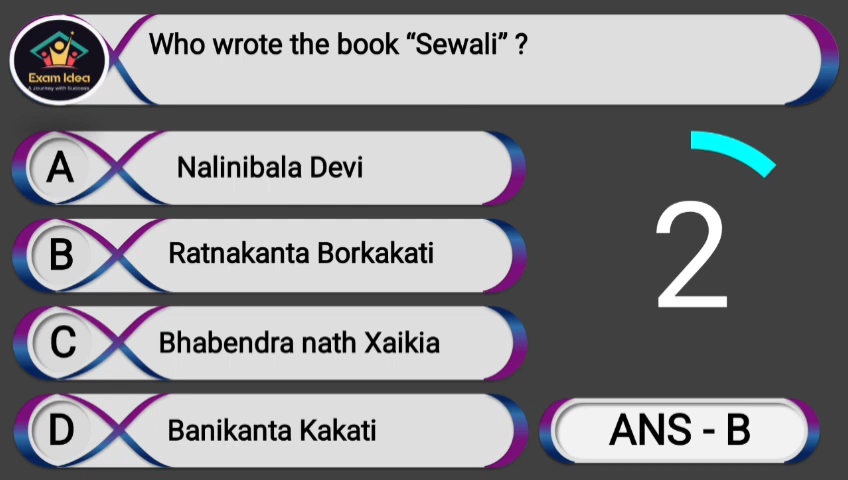 Who wrote the book “Sewali” ?
Exam Idea
A Journey with Success
A Nalinibala Devi
B Ratnakanta Borkakati
C Bhabendra nath Xaikia
D Banikanta Kakati
2
ANS - B